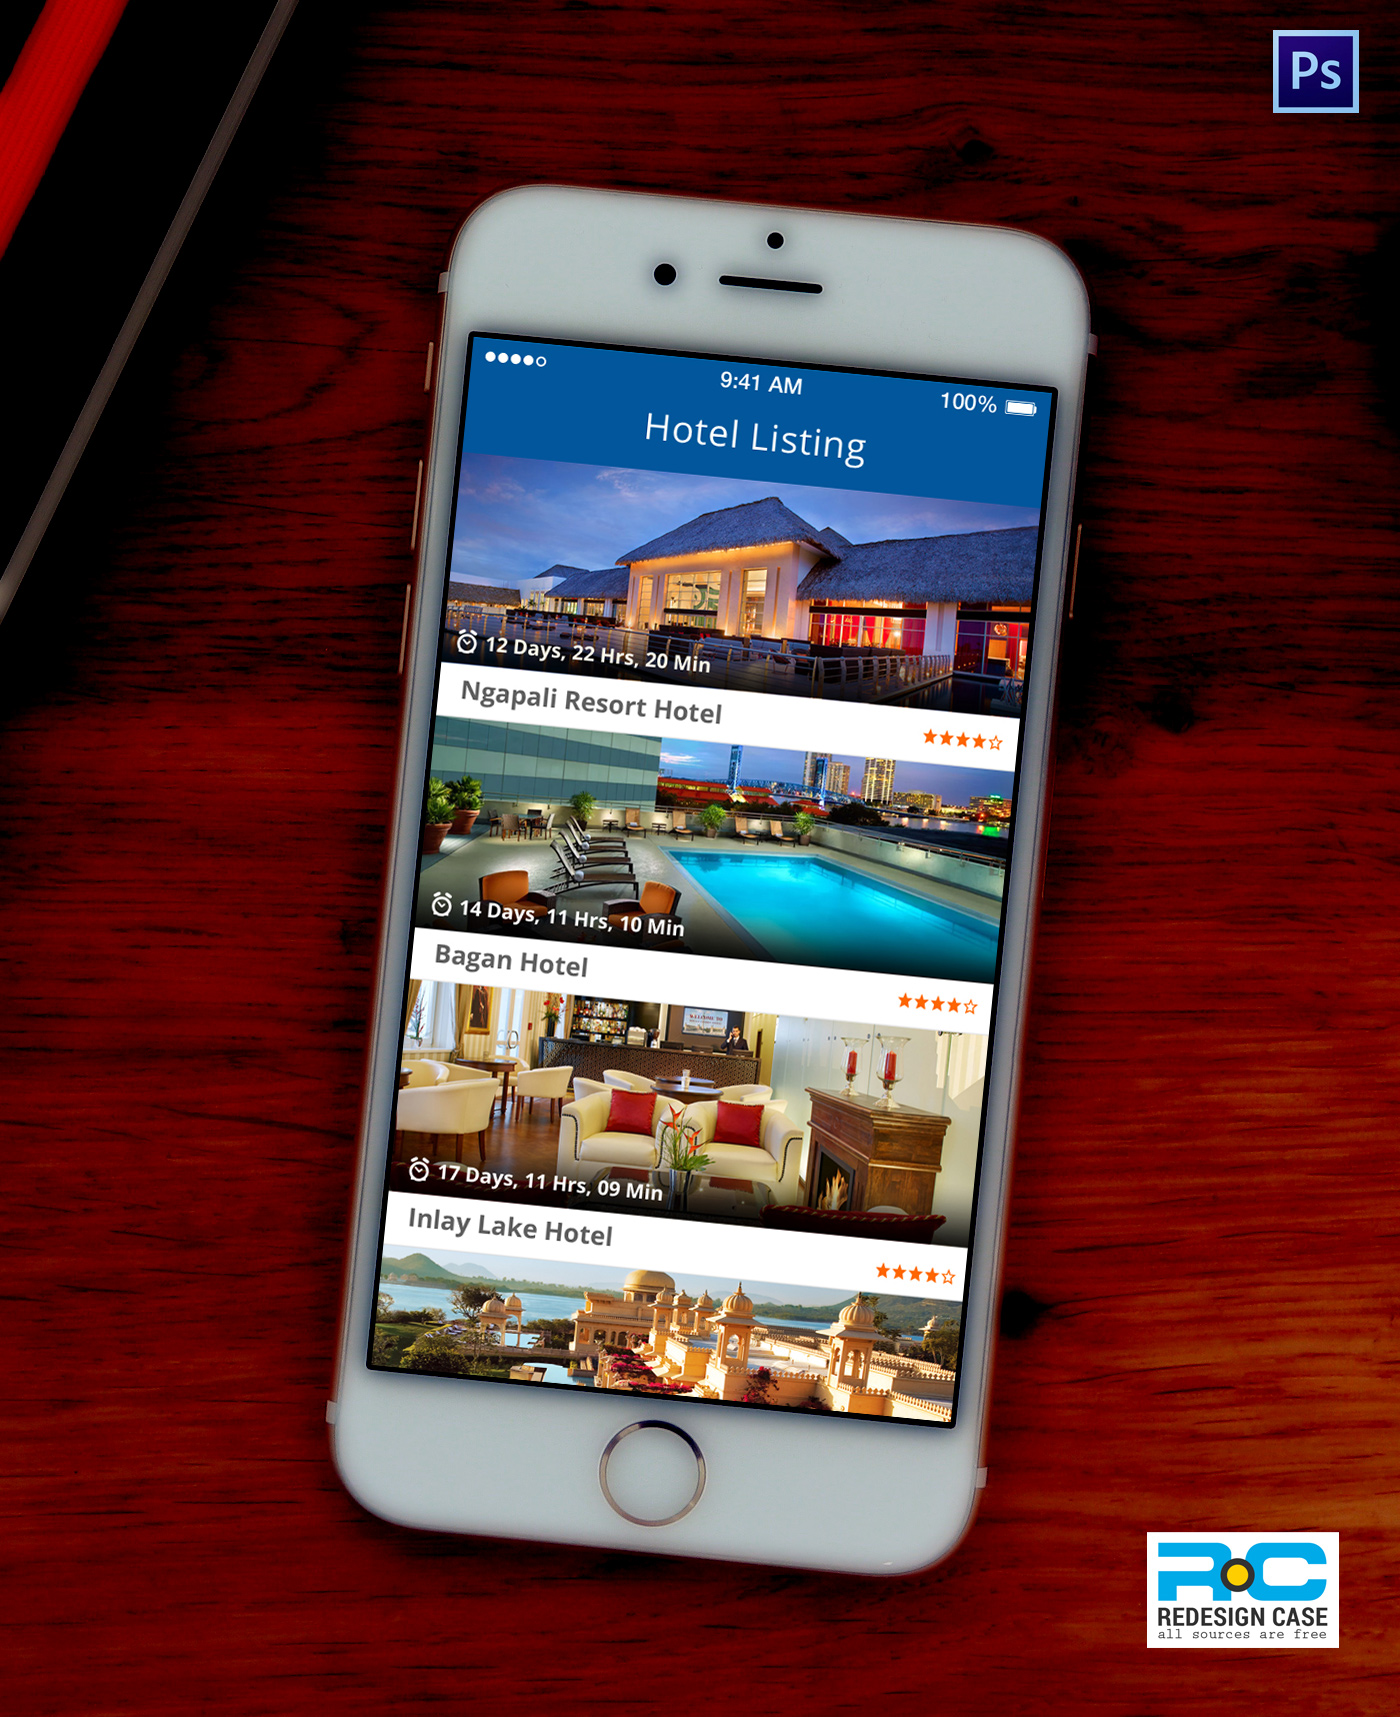 Ps
9:41 AM
100%
Hotel Listing
12 Days, 22 Hrs, 20 Min
Ngapali Resort Hotel
14 Days, 11 Hrs, 10 Min
Bagan Hotel
WELCOME TO
17 Days, 11 Hrs, 09 Min
Inlay Lake Hotel
RC
REDESIGN CASE
all sources are free